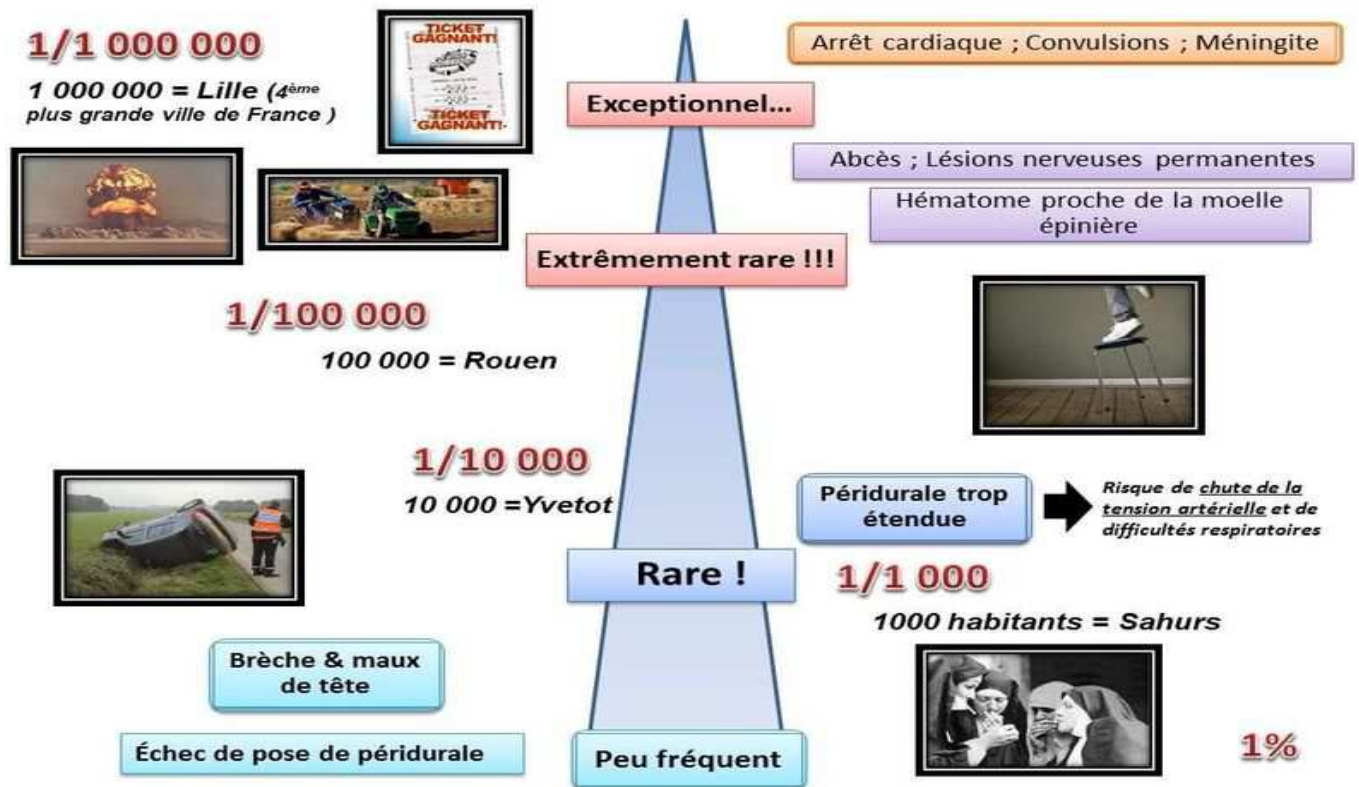 1/1 000 000
1 000 000 = Lille (4ème
plus grande ville de France )
TICKET
GAGNANT!
TICKET
GAGNANT!
Exceptionnel...
Arrêt cardiaque ; Convulsions ; Méningite
Abcès ; Lésions nerveuses permanentes
Hématome proche de la moelle
épinière
Extrêmement rare !!!
1/100 000
100 000 = Rouen
1/10 000
10 000 =Yvetot
Péridurale trop
étendue
Risque de chute de la
tension artérielle et de
difficultés respiratoires
Rare !
1/1 000
1000 habitants = Sahurs
Brèche & maux
de tête
Échec de pose de péridurale
Peu fréquent
1%